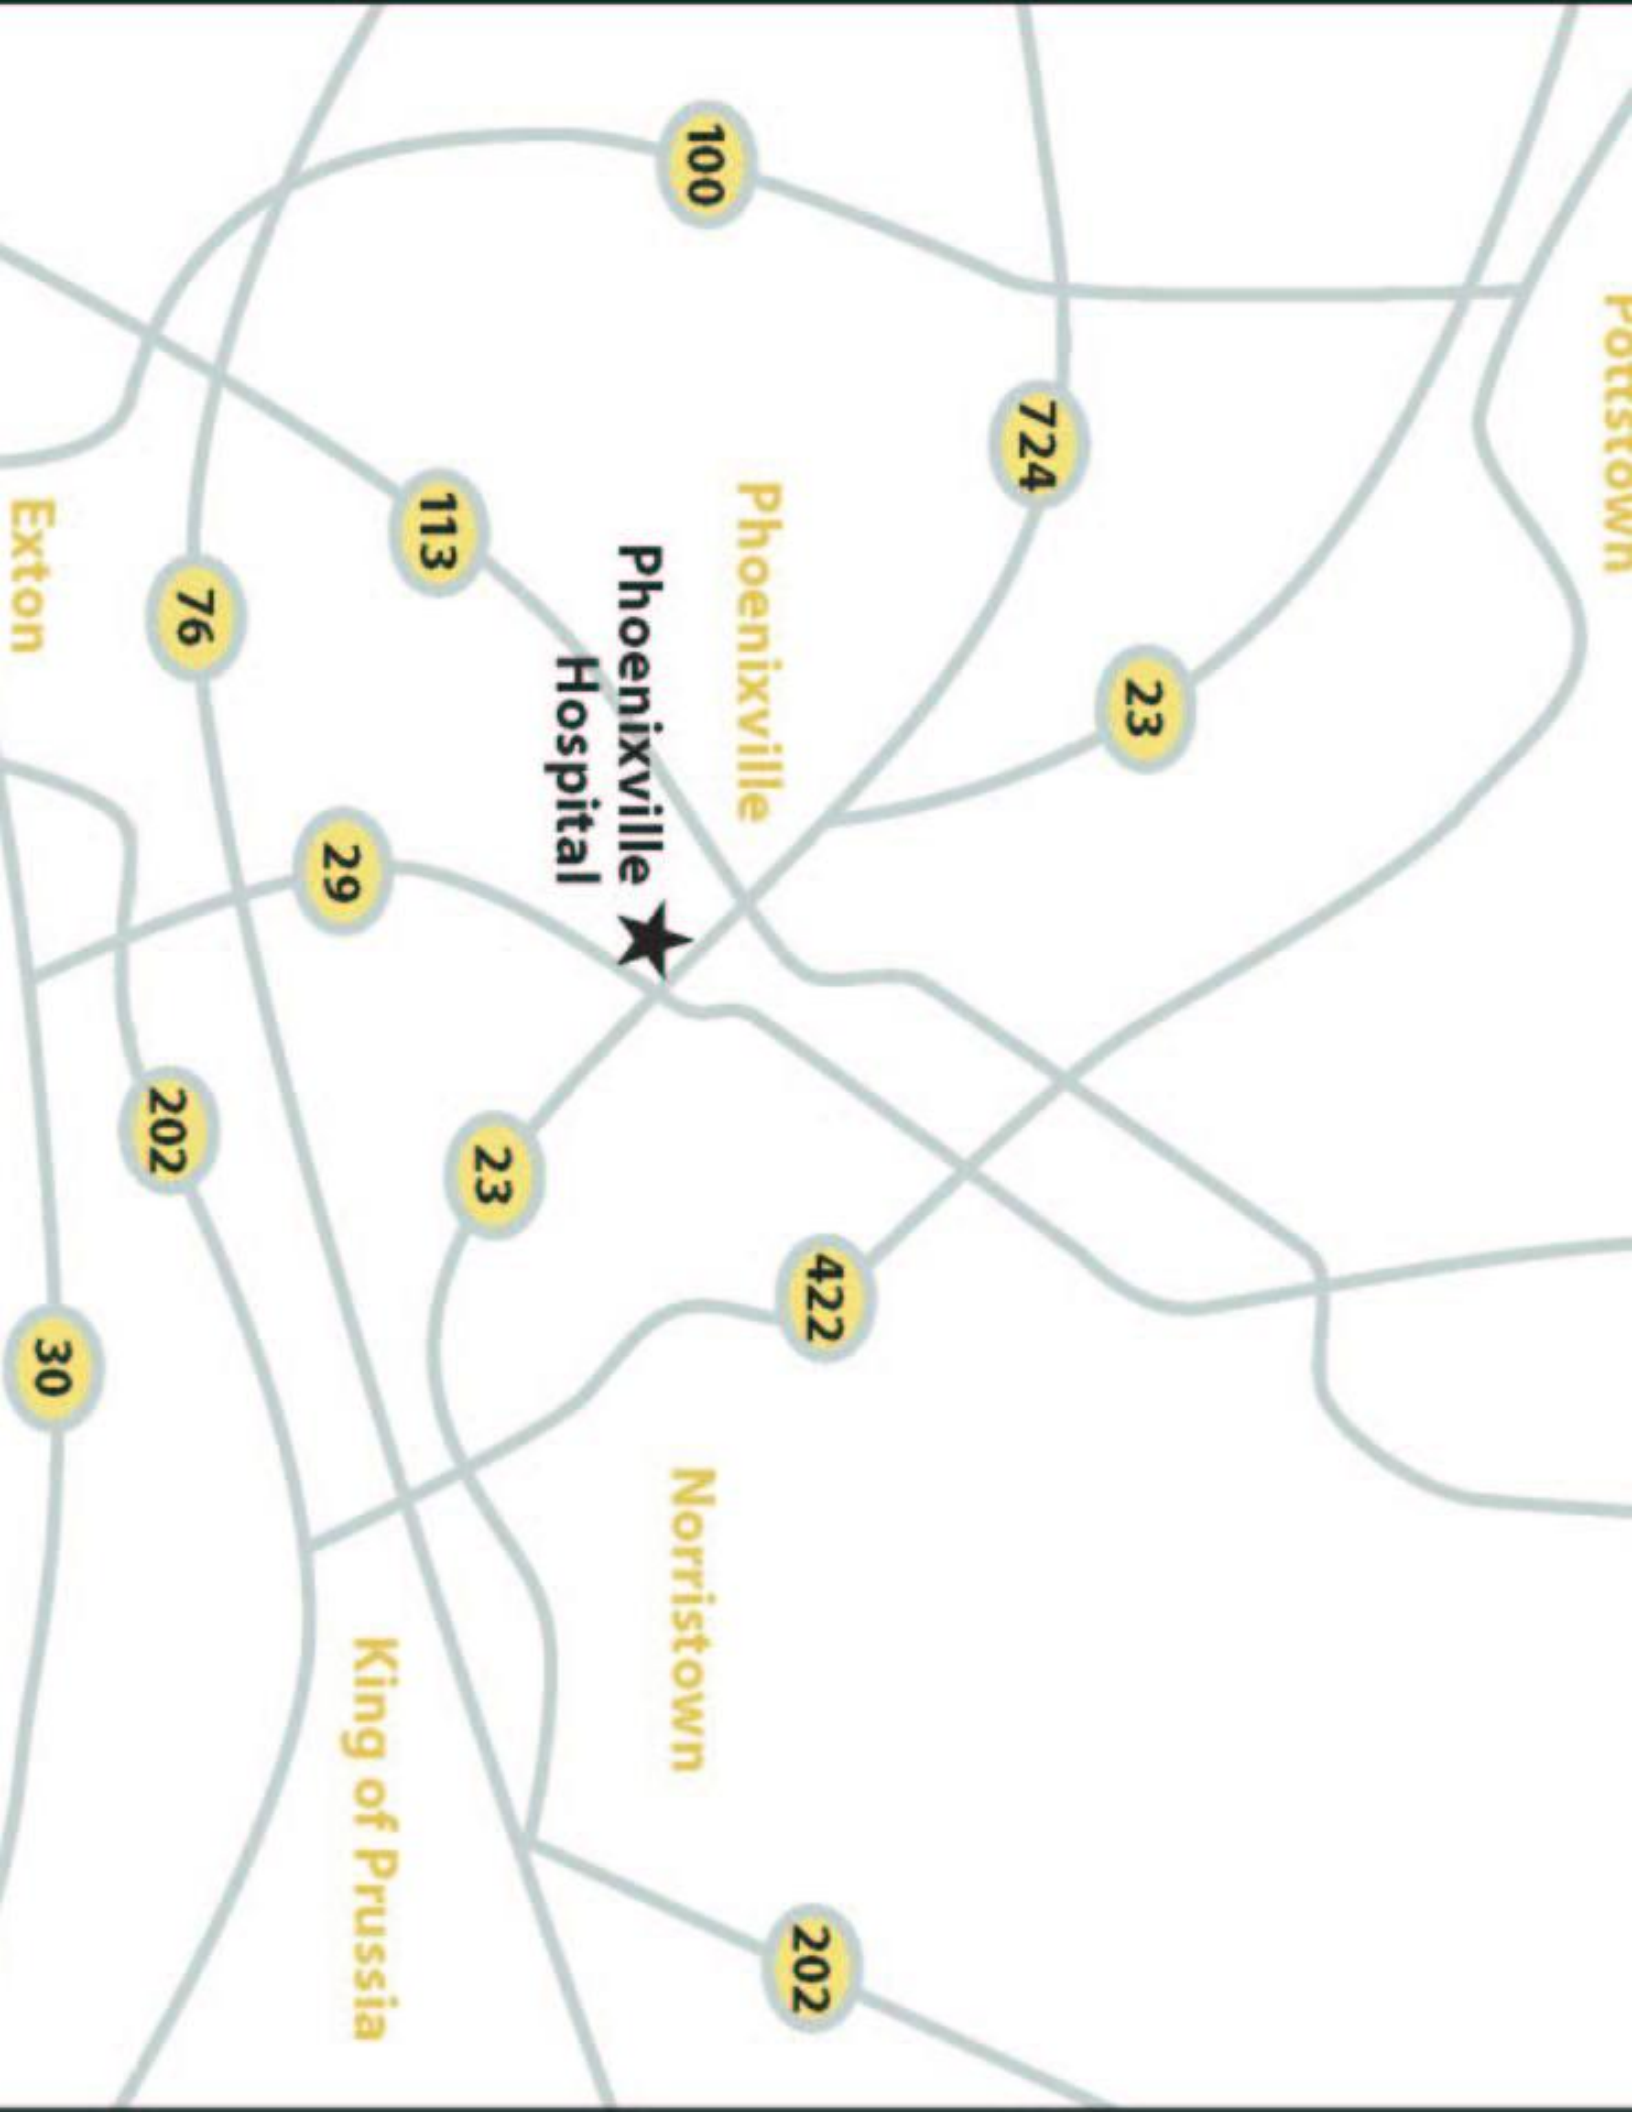 Pottstown
23
724
422
202
Phoenixville
100
Norristown
Phoenixville
Hospital
23
113
King of Prussia
29
76
202
30
Exton